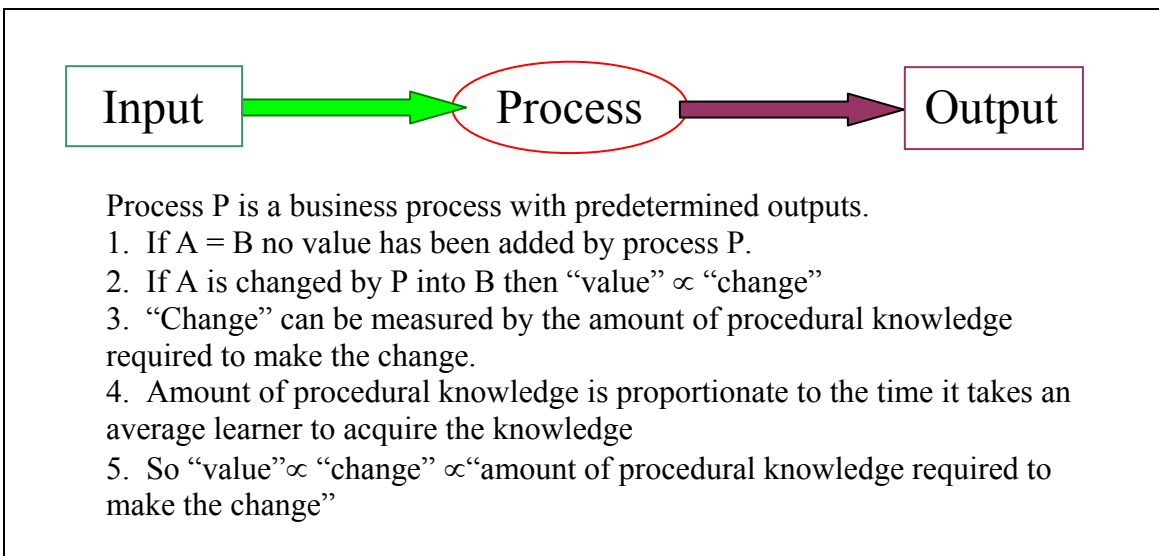 Input Process Output
Process P is a business process with predetermined outputs.
1. If A = B no value has been added by process P.
2. If A is changed by P into B then “value” ∝ “change”
3. “Change” can be measured by the amount of procedural knowledge
required to make the change.
4. Amount of procedural knowledge is proportionate to the time it takes an
average learner to acquire the knowledge
5. So “value”∝ “change” ∝“amount of procedural knowledge required to
make the change”